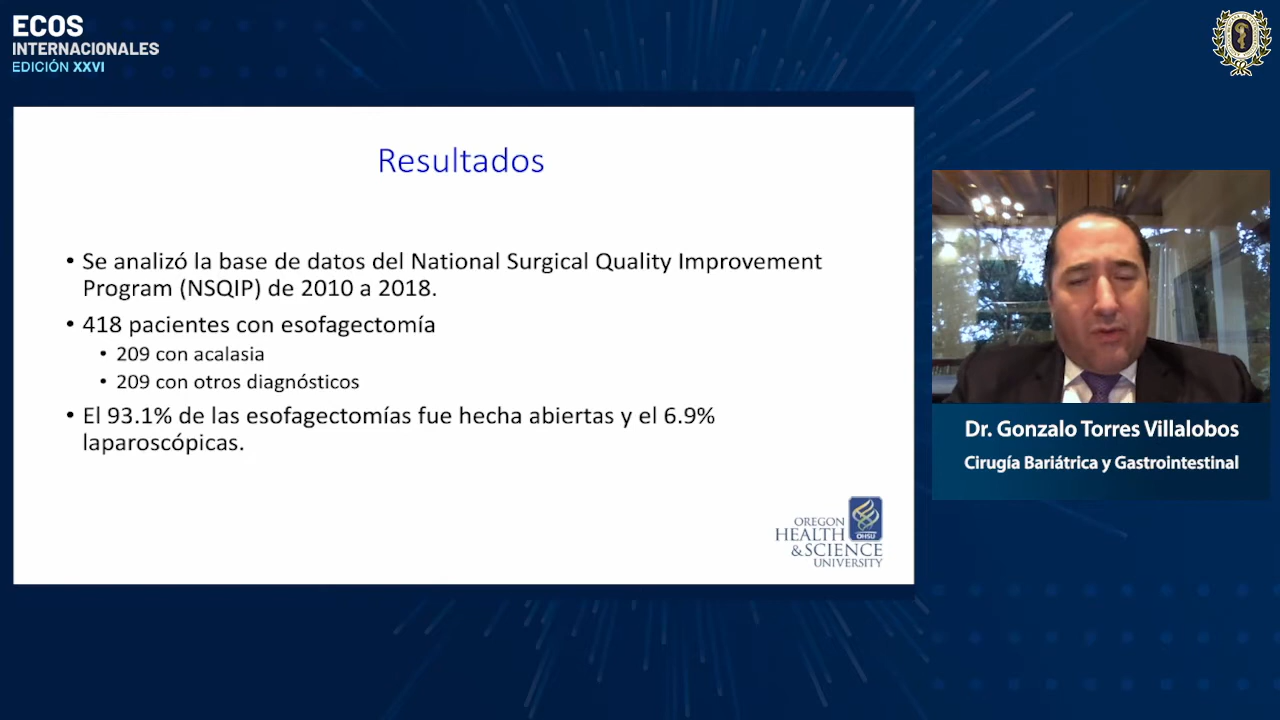 ECOS
INTERNACIONALES
EDICIÓN XXVI
Resultados
• Se analizó la base de datos del National Surgical Quality Improvement
Program (NSQIP) de 2010 a 2018.
• 418 pacientes con esofagectomía
• 209 con acalasia
• 209 con otros diagnósticos
• El 93.1% de las esofagectomías fue hecha abiertas y el 6.9%
laparoscópicas.
OREGON
HEALTH
&SCIENCE
UNIVERSITY
OHSU
Dr. Gonzalo Torres Villalobos
Cirugía Bariátrica y Gastrointestinal